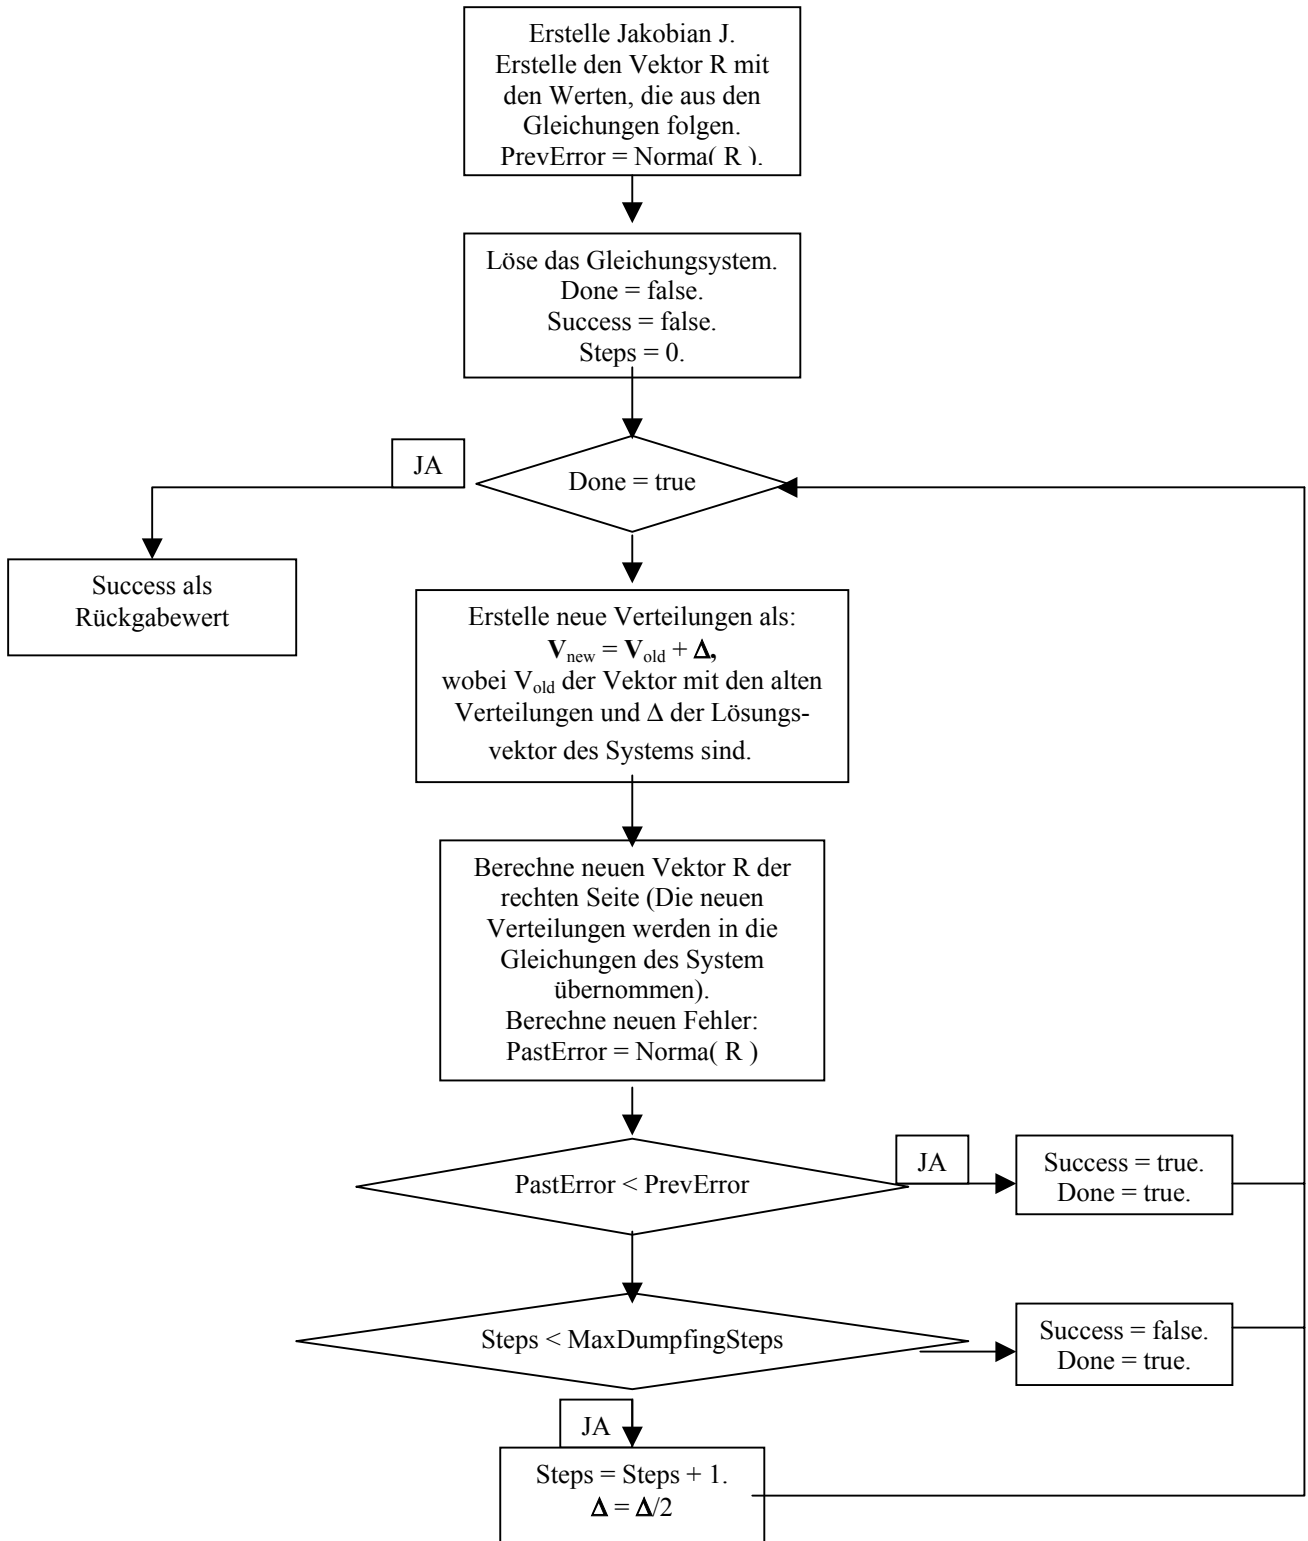 Erstelle Jakobian J.
Erstelle den Vektor R mit
den Werten, die aus den
Gleichungen folgen.
PrevError = Norma( R ).
Löse das Gleichungsystem.
Done = false.
Success = false.
Steps = 0.
JA
Done = true
Success als
Rückgabewert
Erstelle neue Verteilungen als:
Vnew = Vold + Δ,
wobei Vold der Vektor mit den alten
Verteilungen und Δ der Lösungs-
vektor des Systems sind.
Berechne neuen Vektor R der
rechten Seite (Die neuen
Verteilungen werden in die
Gleichungen des System
übernommen).
Berechne neuen Fehler:
PastError = Norma( R )
PastError < PrevError
JA
Success = true.
Done = true.
Steps < MaxDumpfingSteps
Success = false.
Done = true.
JA
Steps = Steps + 1.
Δ = Δ/2